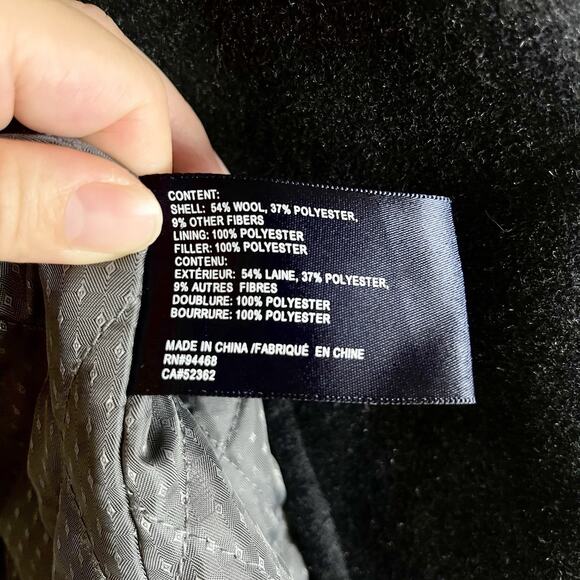 CONTENT:
SHELL: 54% WOOL, 37% POLYESTER,
9% OTHER FIBERS
LINING: 100% POLYESTER
FILLER: 100% POLYESTER
CONTENU:
EXTÉRIEUR: 54% LAINE, 37% POLYESTER,
9% AUTRES FIBRES
DOUBLURE: 100% POLYESTER
BOURRURE: 100% POLYESTER
MADE IN CHINA /FABRIQUÉ EN CHINE
RN#94468
CA#52362